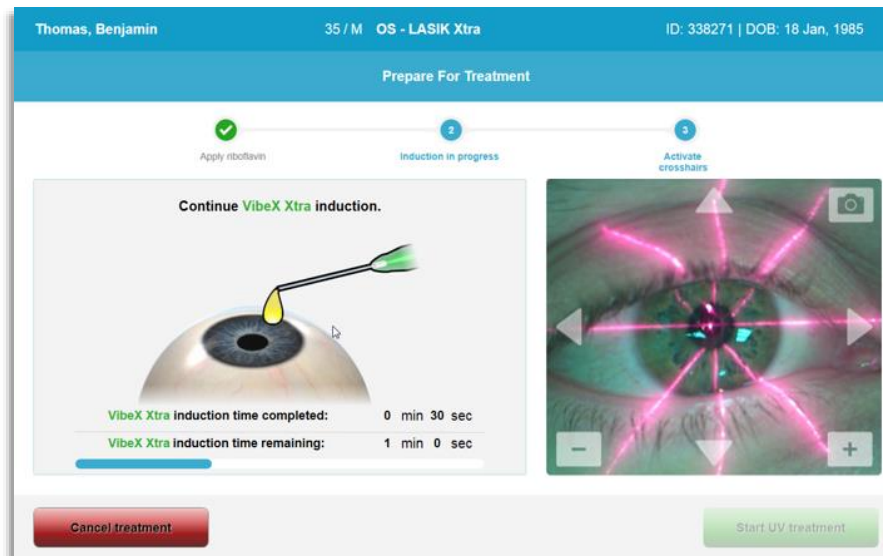 Thomas, Benjamin 35 / M OS - LASIK Xtra ID: 338271 | DOB: 18 Jan, 1985
Prepare For Treatment
2 3
Apply riboflavin Induction in progress Activate
crosshairs
Continue VibeX Xtra induction.
VibeX Xtra induction time completed: 0 min 30 sec
VibeX Xtra induction time remaining: 1 min 0 sec
- +
Cancel treatment Start UV treatment